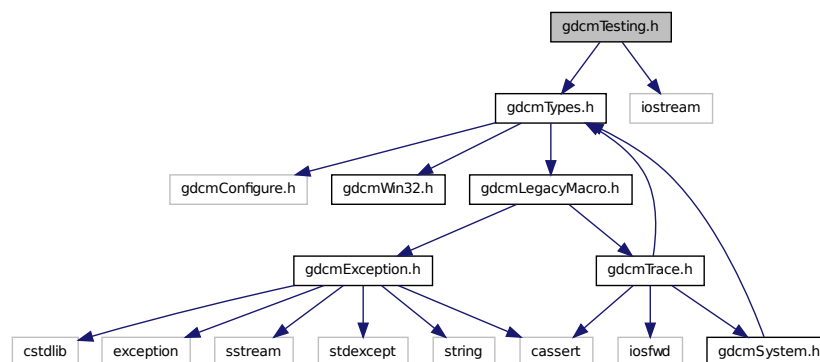 gdcmTesting.h
gdcmTypes.h
iostream
gdcmConfigure.h
gdcmWin32.h
gdcmLegacyMacro.h
gdcmException.h
gdcmTrace.h
cstdlib
exception
sstream
stdexcept
string
cassert
iosfwd
gdcmSystem.h